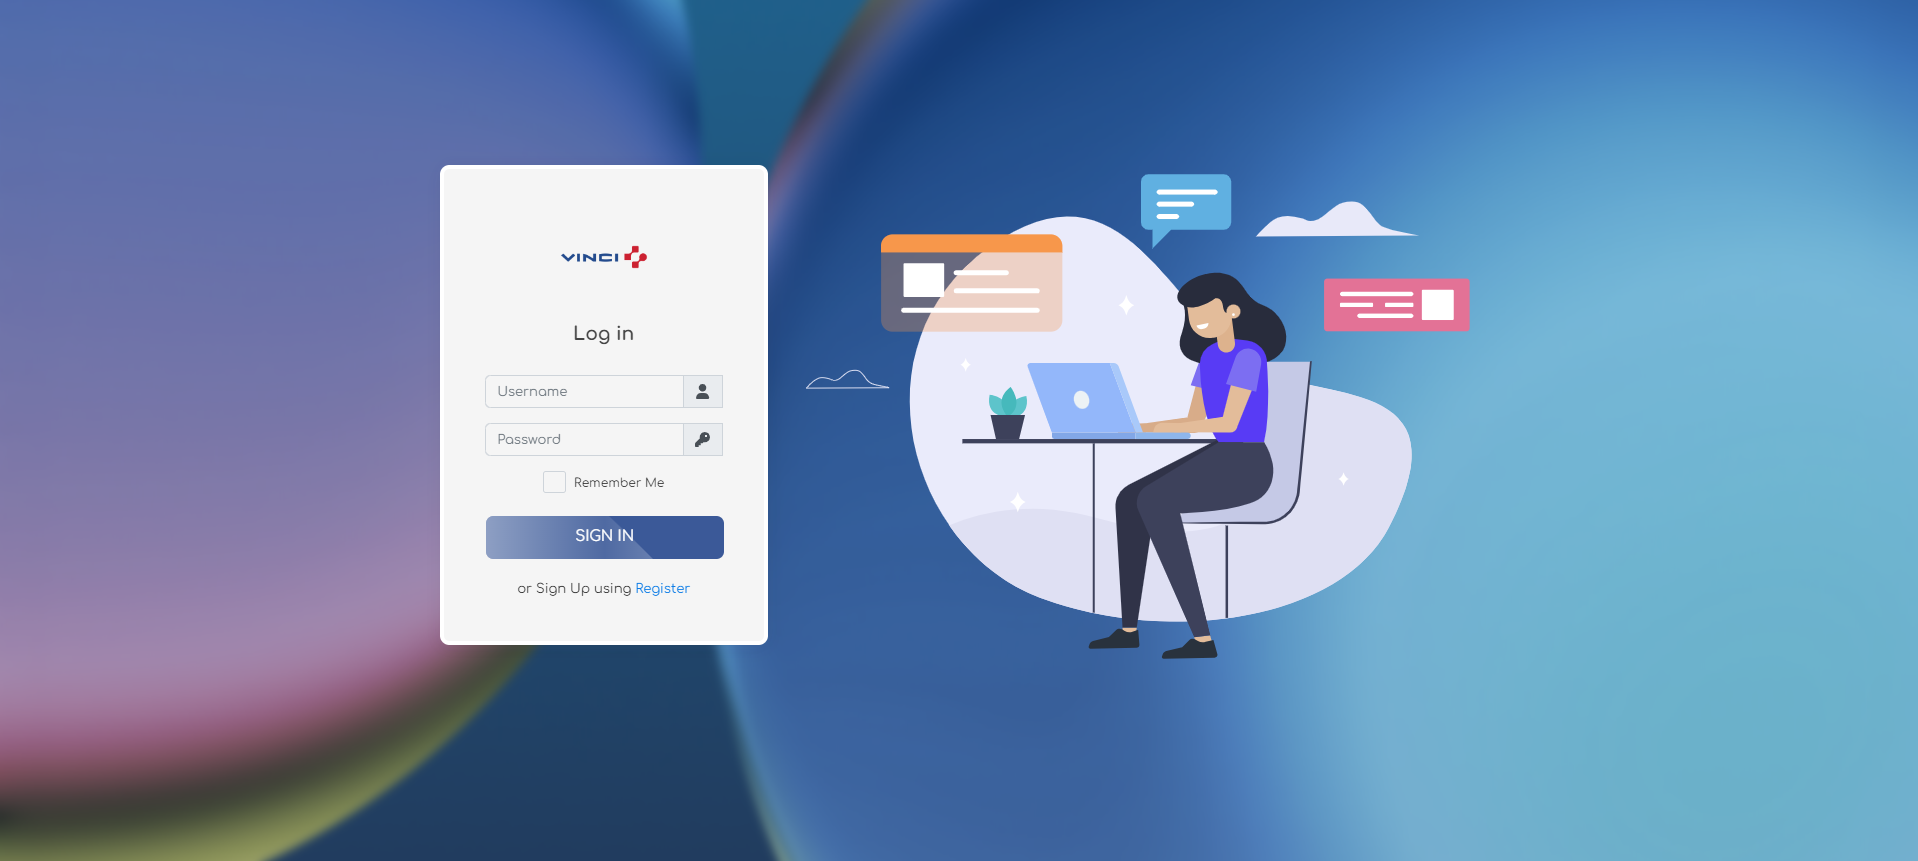 VINCI
Log in
Username
Password
Remember Me
SIGN IN
or Sign Up using Register